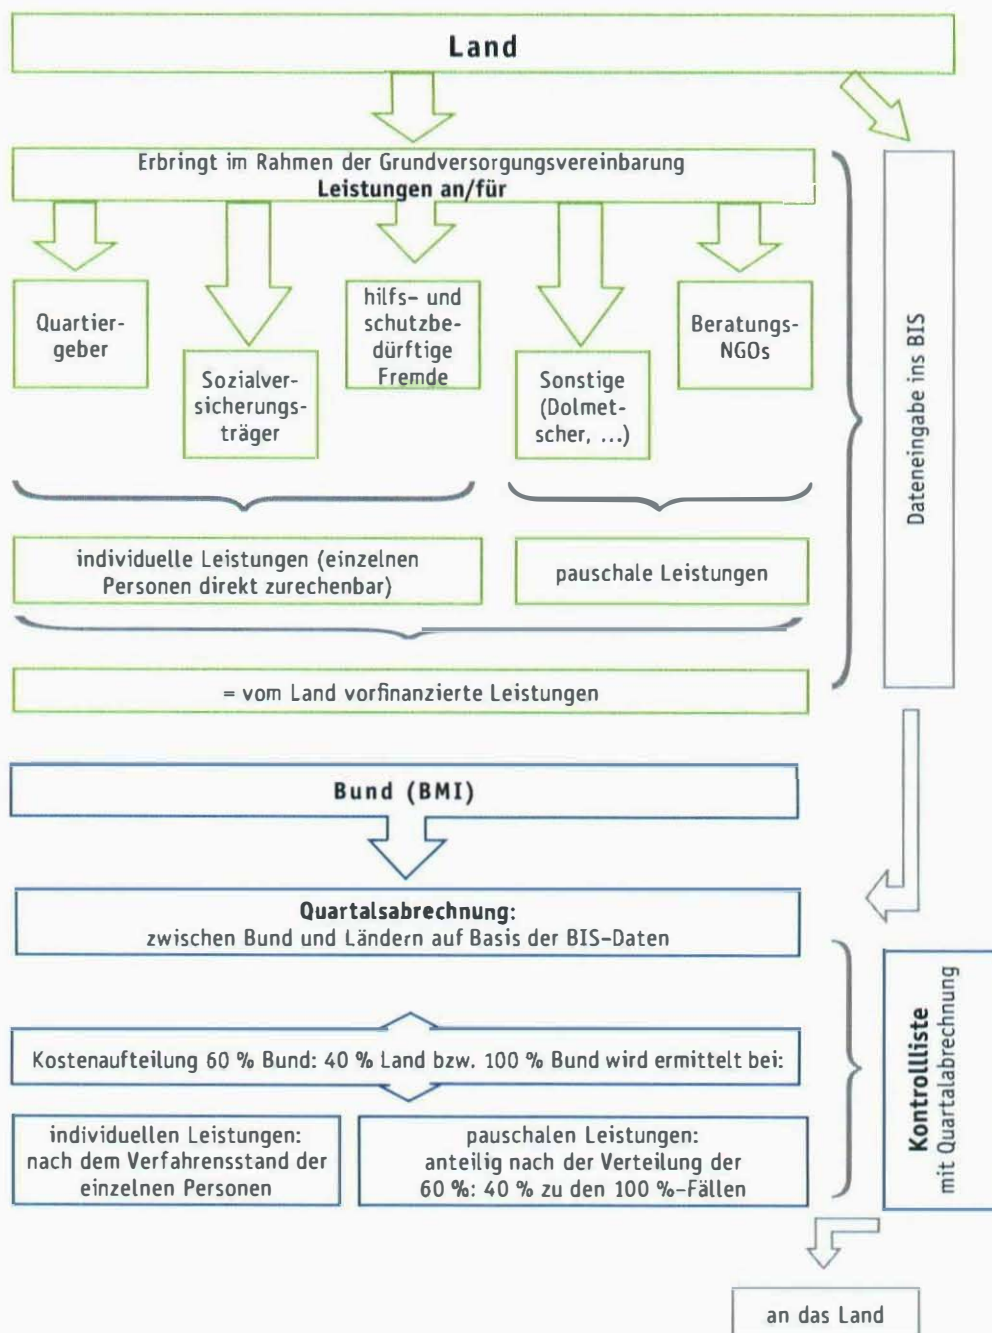 Land
Erbringt im Rahmen der Grundversorgungsvereinbarung
Leistungen an/für
Quartier-
geber
Sozialver-
sicherungs-
träger
hilfs- und
schutzbe-
dürftige
Fremde
Sonstige
(Dolmet-
scher, ...)
Beratungs-
NGOs
Dateneingabe ins BIS
individuelle Leistungen (einzelnen
Personen direkt zurechenbar)
pauschale Leistungen
= vom Land vorfinanzierte Leistungen
Bund (BMI)
Quartalsabrechnung:
zwischen Bund und Ländern auf Basis der BIS-Daten
Kostenaufteilung 60 % Bund: 40 % Land bzw. 100 % Bund wird ermittelt bei:
individuellen Leistungen:
nach dem Verfahrensstand der
einzelnen Personen
pauschalen Leistungen:
anteilig nach der Verteilung der
60 %: 40 % zu den 100 %-Fällen
Kontrollliste
mit Quartalabrechnung
an das Land